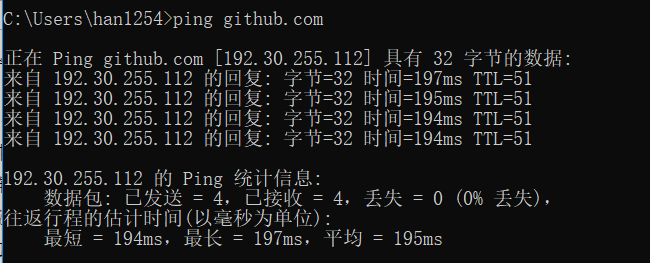 C:\Users\han1254>ping github.com
正在 Ping github.com [192.30.255.112] 具有 32 字节的数据:
来自 192.30.255.112 的回复: 字节=32 时间=197ms TTL=51
来自 192.30.255.112 的回复: 字节=32 时间=195ms TTL=51
来自 192.30.255.112 的回复: 字节=32 时间=194ms TTL=51
来自 192.30.255.112 的回复: 字节=32 时间=194ms TTL=51
192.30.255.112 的 Ping 统计信息:
数据包: 已发送 = 4，已接收 = 4，丢失 = 0 (0% 丢失)，
往返行程的估计时间(以毫秒为单位):
最短 = 194ms，最长 = 197ms，平均 = 195ms